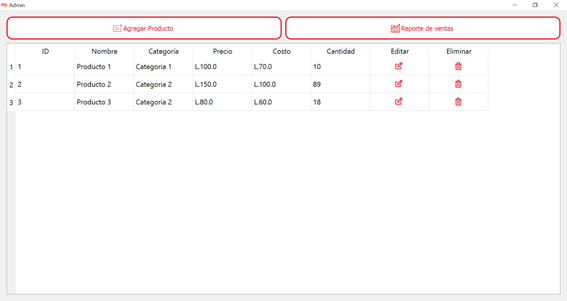 Admin
Agregar Producto
Reporte de ventas
ID Nombre Categoría Precio Costo Cantidad Editar Eliminar
1 1 Producto 1 Categoria 1 L.100.0 L.70.0 10
2 2 Producto 2 Categoria 2 L.150.0 L.100.0 89
3 3 Producto 3 Categoria 2 L.80.0 L.60.0 18